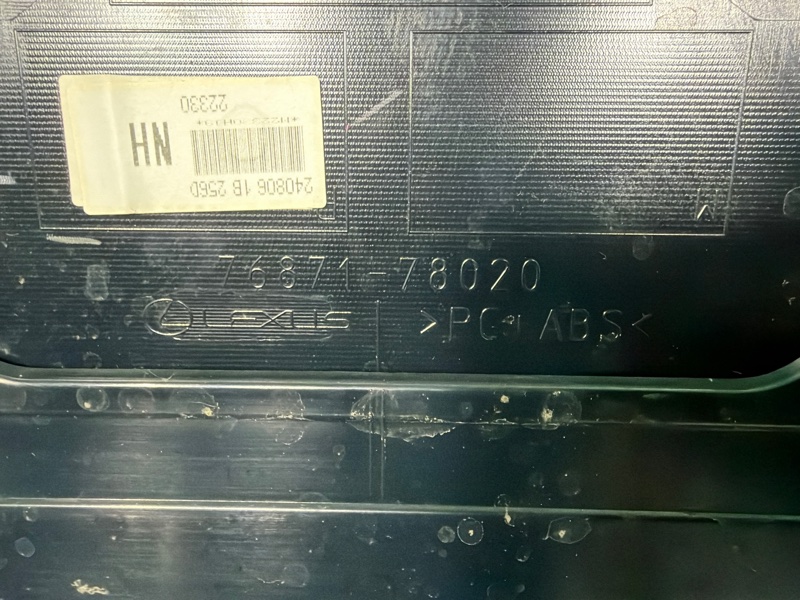 240806 1B 256D
HN
22330
M
76871-78020
LEXUS
>PC+ABS<